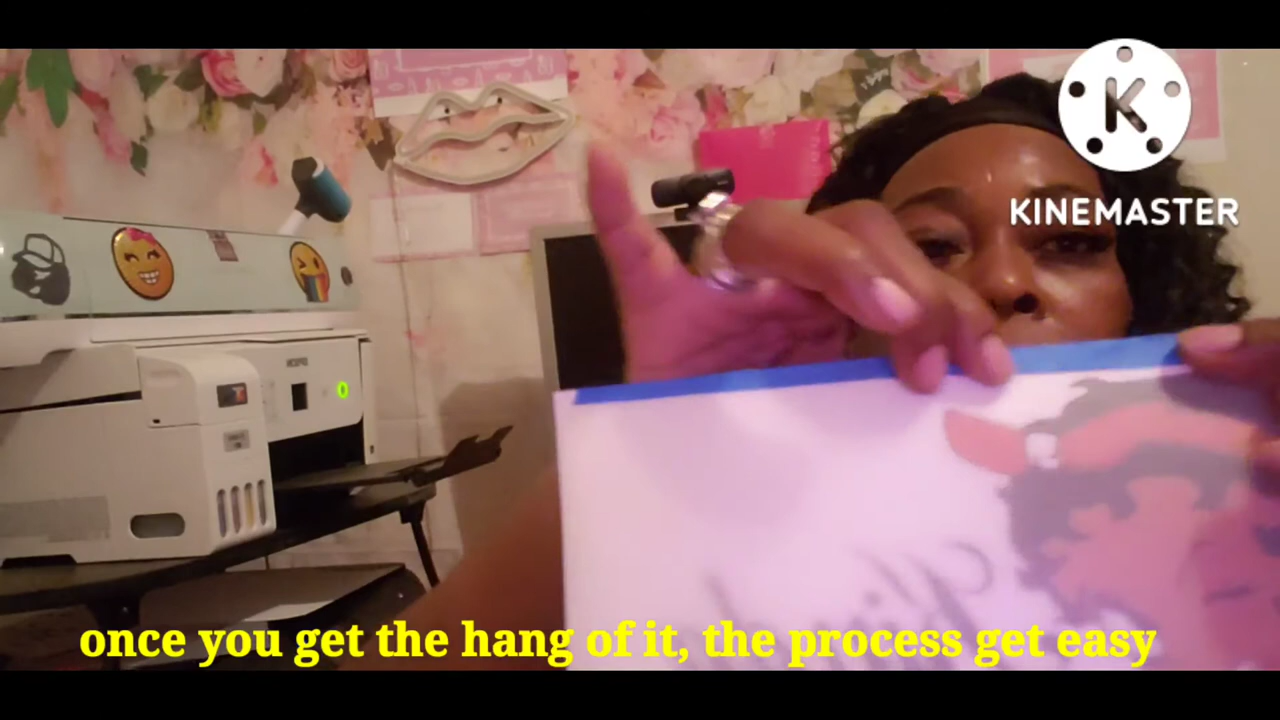 K
KINEMASTER
once you get the hang of it, the process get easy